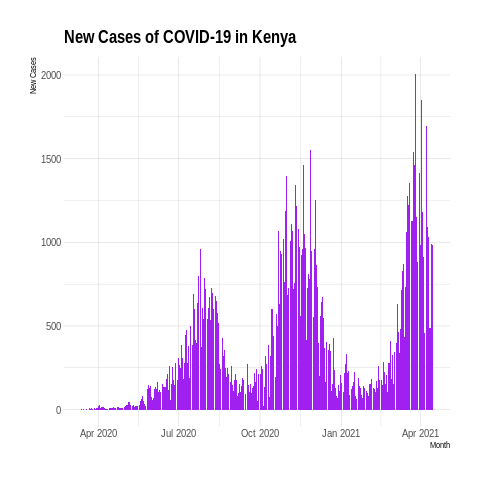 New Cases of COVID-19 in Kenya
New Cases
2000
1500
1000
500
0
Apr 2020 Jul 2020 Oct 2020 Jan 2021 Apr 2021
Month